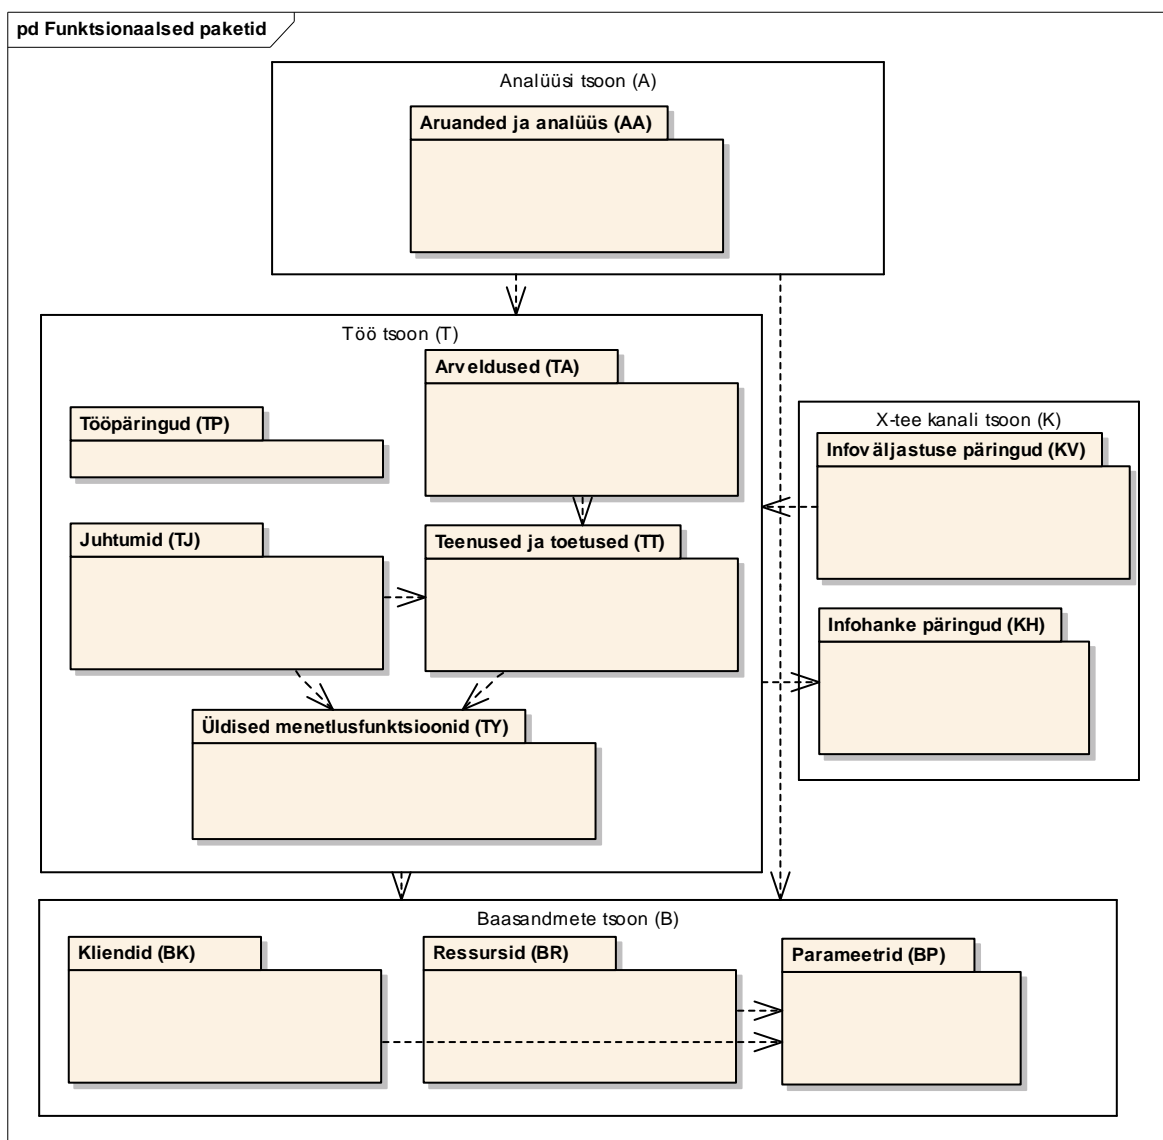 pd Funktsionaalsed paketid
Analüüsi tsoon (A)
Aruanded ja analüüs (AA)
Töö tsoon (T)
Arveldused (TA)
Tööpäringud (TP)
X-tee kanali tsoon (K)
Infoväljastuse päringud (KV)
Juhtumid (TJ)
Teenused ja toetused (TT)
Infohanke päringud (KH)
Üldised menetlusfunktsioonid (TY)
Baasandmete tsoon (B)
Kliendid (BK)
Ressursid (BR)
Parameetrid (BP)